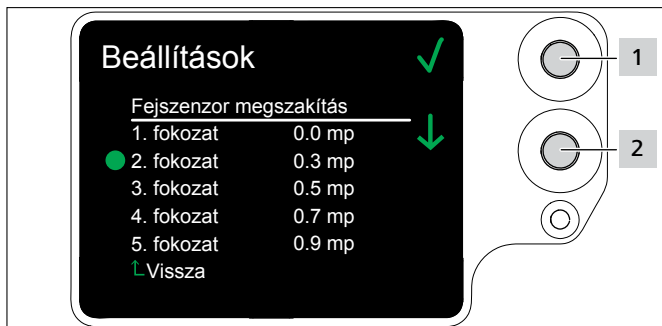 Beállítások
Fejszenzor megszakítás
1. fokozat 0.0 mp
2. fokozat 0.3 mp
3. fokozat 0.5 mp
4. fokozat 0.7 mp
5. fokozat 0.9 mp
Vissza
1
2